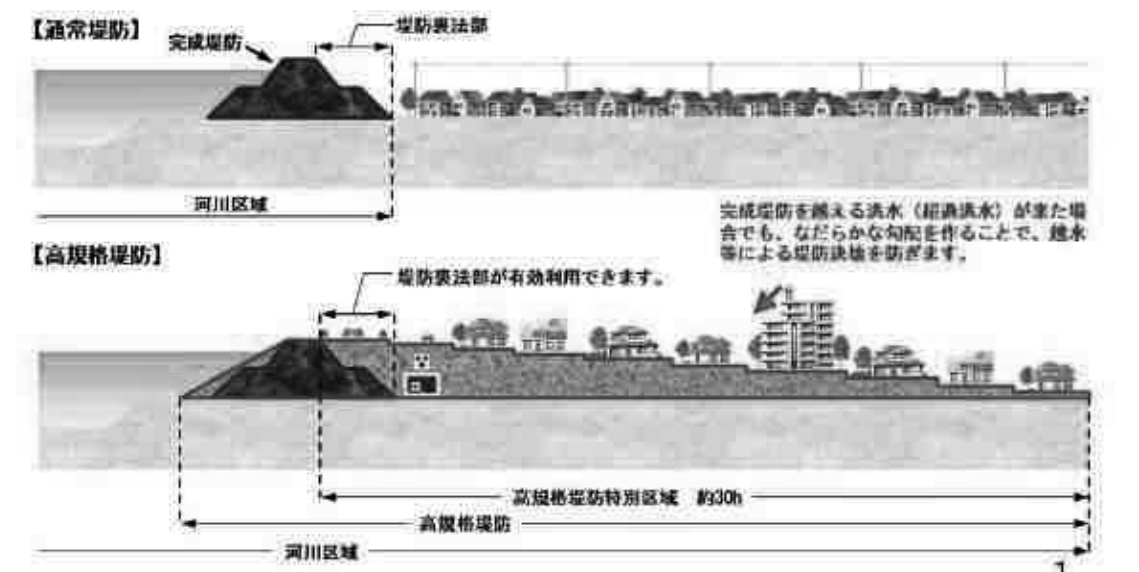 【通常堤防】
完成堤防
堤防裏法部
河川区域
完成堤防を越える洪水（超過洪水）が来た場
合でも、なだらかな勾配を作ることで、越水
等による堤防決壊を防ぎます。
【高規格堤防】
堤防裏法部が有効利用できます。
高規格堤防特別区域　約30h
高規格堤防
河川区域